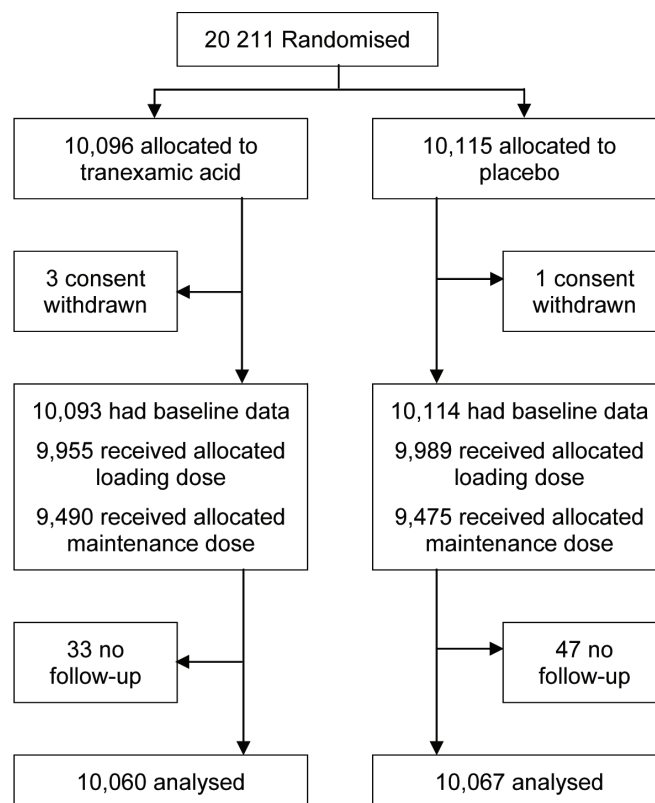 20 211 Randomised
10,096 allocated to
tranexamic acid
10,115 allocated to
placebo
3 consent
withdrawn
1 consent
withdrawn
10,093 had baseline data
9,955 received allocated
loading dose
9,490 received allocated
maintenance dose
10,114 had baseline data
9,989 received allocated
loading dose
9,475 received allocated
maintenance dose
33 no
follow-up
47 no
follow-up
10,060 analysed
10,067 analysed